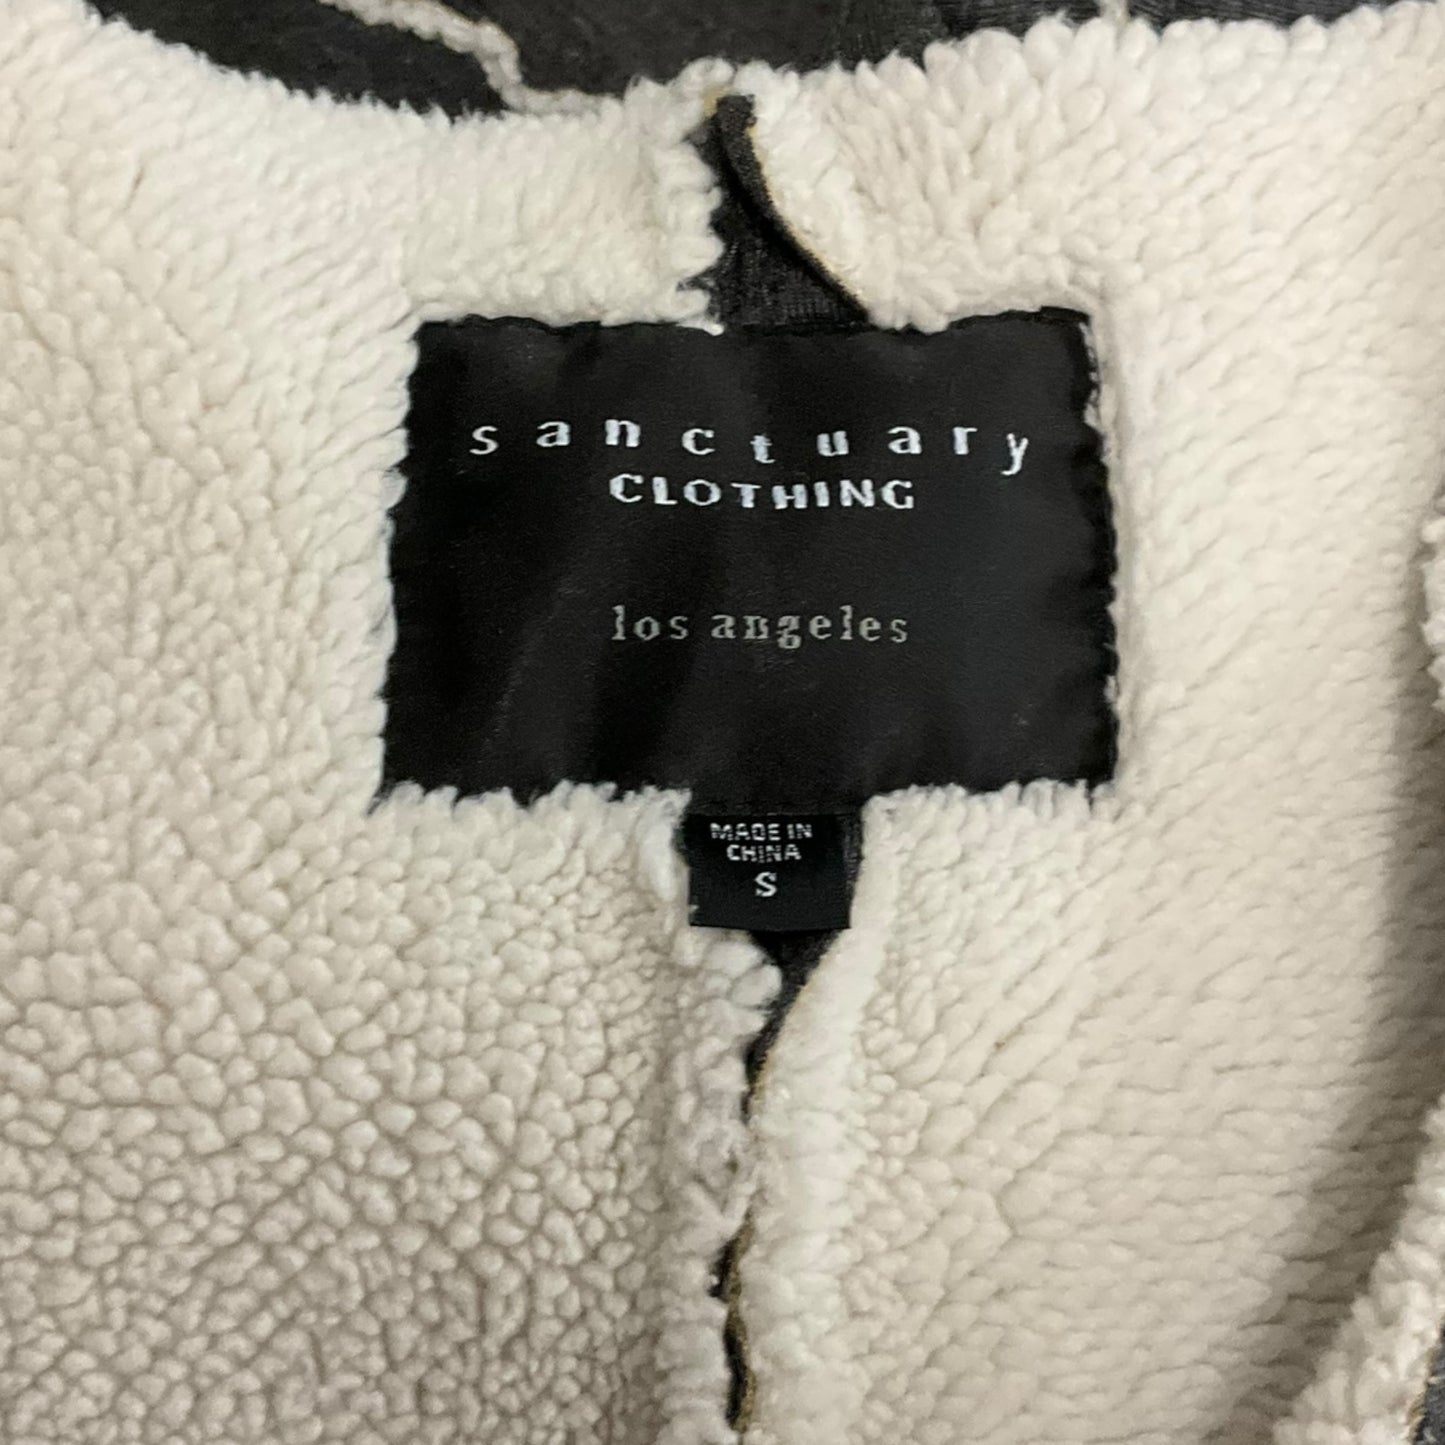 sanctuary
CLOTHING
los angeles
MADE IN
CHINA
S